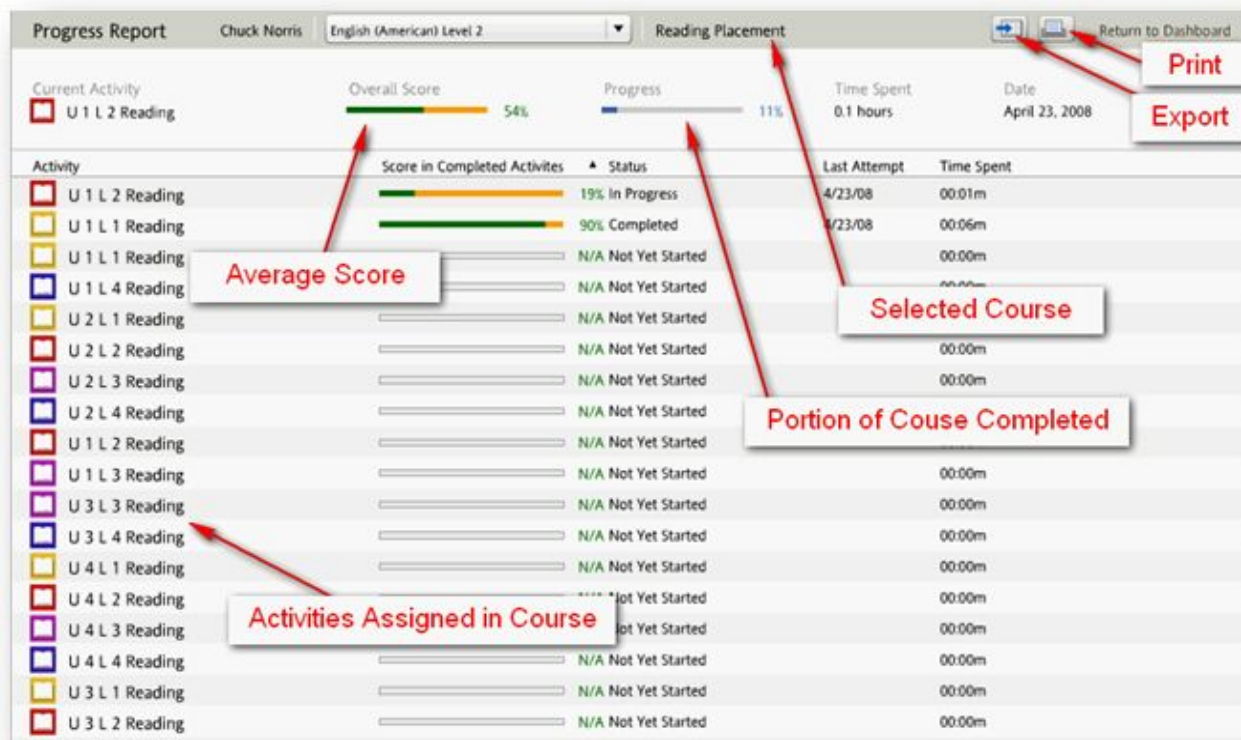 Progress Report Chuck Norris English (American) Level 2 Reading Placement Return to Dashboard
Print
Export
Current Activity Overall Score Progress Time Spent Date
U 1 L 2 Reading 54% 11% 0.1 hours April 23, 2008
Activity Score in Completed Activites Status Last Attempt Time Spent
U 1 L 2 Reading 19% In Progress 4/23/08 00:01m
U 1 L 1 Reading 90% Completed 4/23/08 00:06m
U 1 L 1 Reading N/A Not Yet Started 00:00m
Average Score
U 1 L 4 Reading N/A Not Yet Started
Selected Course
U 2 L 1 Reading N/A Not Yet Started
U 2 L 2 Reading N/A Not Yet Started 00:00m
U 2 L 3 Reading N/A Not Yet Started 00:00m
U 2 L 4 Reading N/A Not Yet Started
Portion of Couse Completed
U 1 L 2 Reading N/A Not Yet Started
U 1 L 3 Reading N/A Not Yet Started 00:00m
U 3 L 3 Reading N/A Not Yet Started 00:00m
U 3 L 4 Reading N/A Not Yet Started 00:00m
U 4 L 1 Reading N/A Not Yet Started 00:00m
U 4 L 2 Reading Not Yet Started 00:00m
Activities Assigned in Course
U 4 L 3 Reading Not Yet Started 00:00m
U 4 L 4 Reading N/A Not Yet Started 00:00m
U 3 L 1 Reading N/A Not Yet Started 00:00m
U 3 L 2 Reading N/A Not Yet Started 00:00m